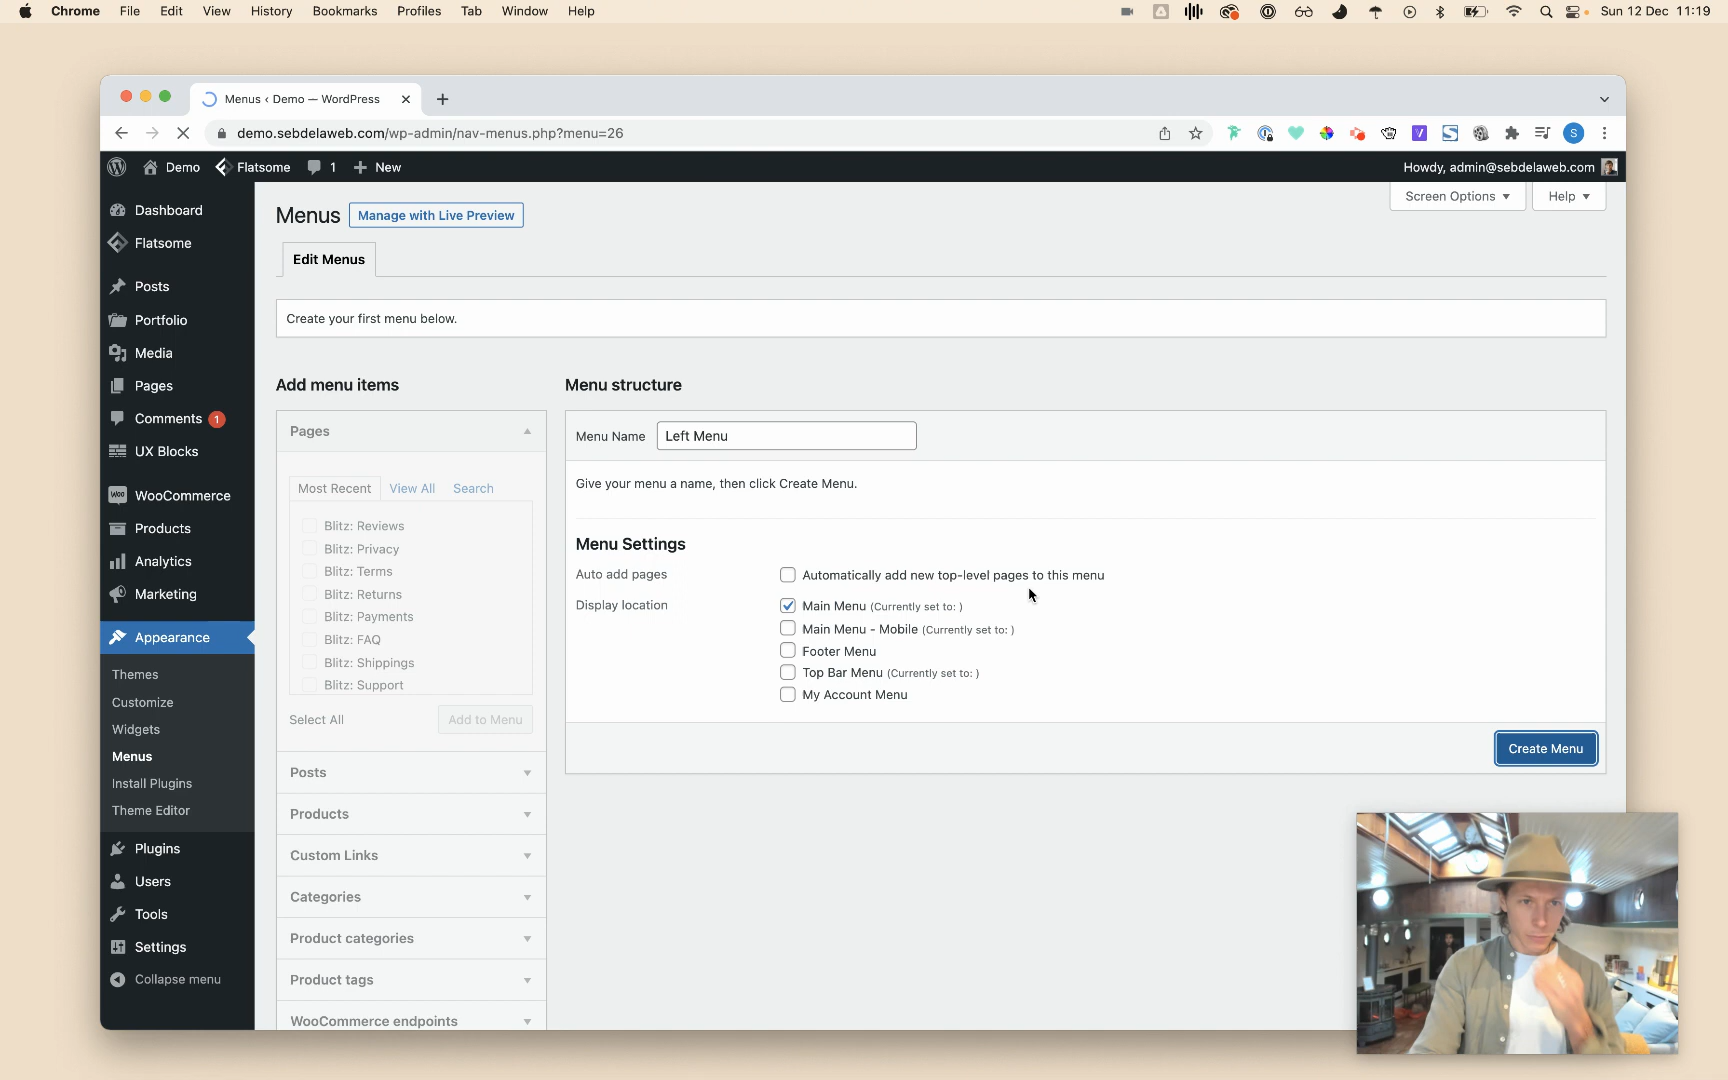 Chrome File Edit View History Bookmarks Profiles Tab Window Help Sun 12 Dec 11:19
Menus ‹ Demo — WordPress
demo.sebdelaweb.com/wp-admin/nav-menus.php?menu=26
Demo Flatsome 1 New Howdy, admin@sebdelaweb.com
Dashboard
Flatsome
Posts
Portfolio
Media
Pages
Comments 1
UX Blocks
WooCommerce
Products
Analytics
Marketing
Appearance
Themes
Customize
Widgets
Menus
Install Plugins
Theme Editor
Plugins
Users
Tools
Settings
Collapse menu
Screen Options Help
Menus Manage with Live Preview
Edit Menus
Create your first menu below.
Add menu items
Pages
Most Recent View All Search
Blitz: Reviews
Blitz: Privacy
Blitz: Terms
Blitz: Returns
Blitz: Payments
Blitz: FAQ
Blitz: Shippings
Blitz: Support
Select All Add to Menu
Posts
Products
Custom Links
Categories
Product categories
Product tags
WooCommerce endpoints
Menu structure
Menu Name Left Menu
Give your menu a name, then click Create Menu.
Menu Settings
Auto add pages Automatically add new top-level pages to this menu
Display location Main Menu (Currently set to: )
Main Menu - Mobile (Currently set to: )
Footer Menu
Top Bar Menu (Currently set to: )
My Account Menu
Create Menu